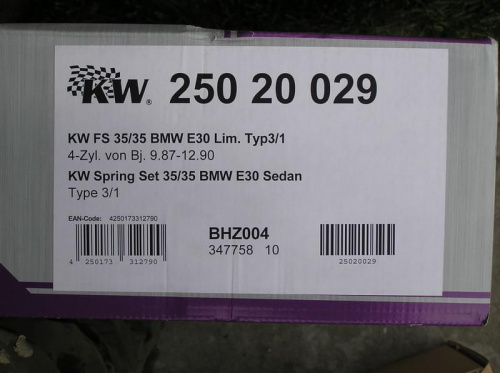 KW® 250 20 029
KW FS 35/35 BMW E30 Lim. Typ3/1
4-Zyl. von Bj. 9.87-12.90
KW Spring Set 35/35 BMW E30 Sedan
Type 3/1
EAN-Code: 4250173312790
BHZ004
347758 10
4 250173 312790
25020029